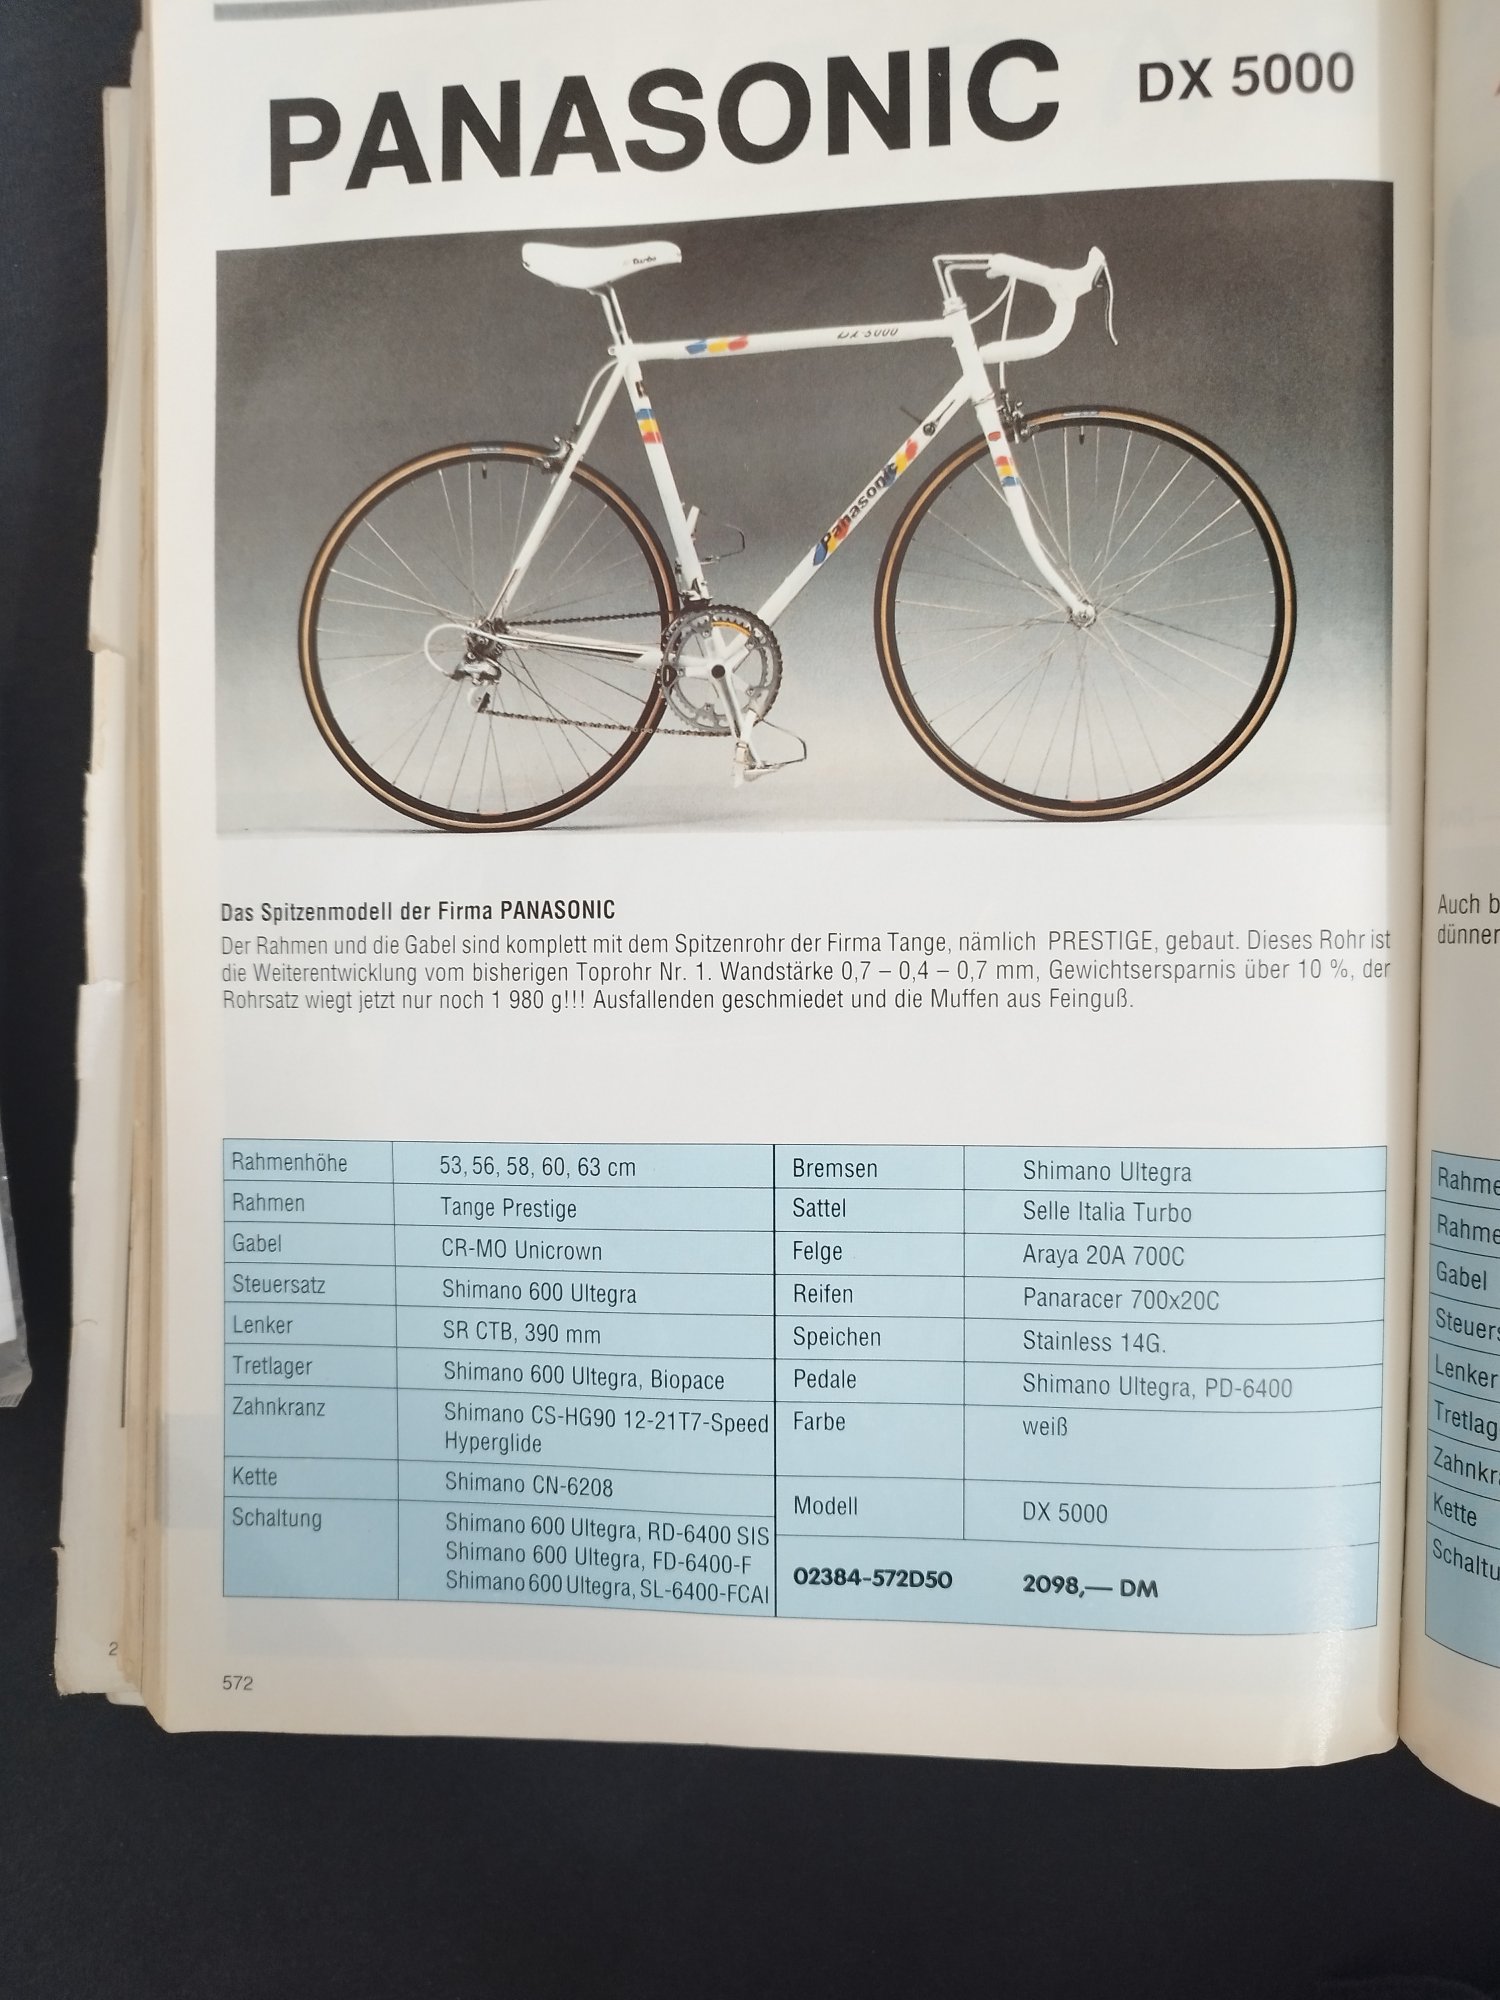 PANASONIC DX 5000
Turbo
DX-5000
Panasonic
Das Spitzenmodell der Firma PANASONIC
Der Rahmen und die Gabel sind komplett mit dem Spitzenrohr der Firma Tange, nämlich PRESTIGE, gebaut. Dieses Rohr ist
die Weiterentwicklung vom bisherigen Toprohr Nr. 1. Wandstärke 0,7 – 0,4 – 0,7 mm, Gewichtsersparnis über 10 %, der
Rohrsatz wiegt jetzt nur noch 1 980 g!!! Ausfallenden geschmiedet und die Muffen aus Feinguß.
Rahmenhöhe 53, 56, 58, 60, 63 cm
Rahmen Tange Prestige
Gabel CR-MO Unicrown
Steuersatz Shimano 600 Ultegra
Lenker SR CTB, 390 mm
Tretlager Shimano 600 Ultegra, Biopace
Zahnkranz Shimano CS-HG90 12-21T7-Speed
Hyperglide
Kette Shimano CN-6208
Schaltung Shimano 600 Ultegra, RD-6400 SIS
Shimano 600 Ultegra, FD-6400-F
Shimano 600 Ultegra, SL-6400-FCAI
Bremsen Shimano Ultegra
Sattel Selle Italia Turbo
Felge Araya 20A 700C
Reifen Panaracer 700x20C
Speichen Stainless 14G.
Pedale Shimano Ultegra, PD-6400
Farbe weiß
Modell DX 5000
02384-572D50 2098,— DM
572
2
Auch b
dünner
Rahme
Rahme
Gabel
Steuers
Lenker
Tretlag
Zahnkra
Kette
Schaltu